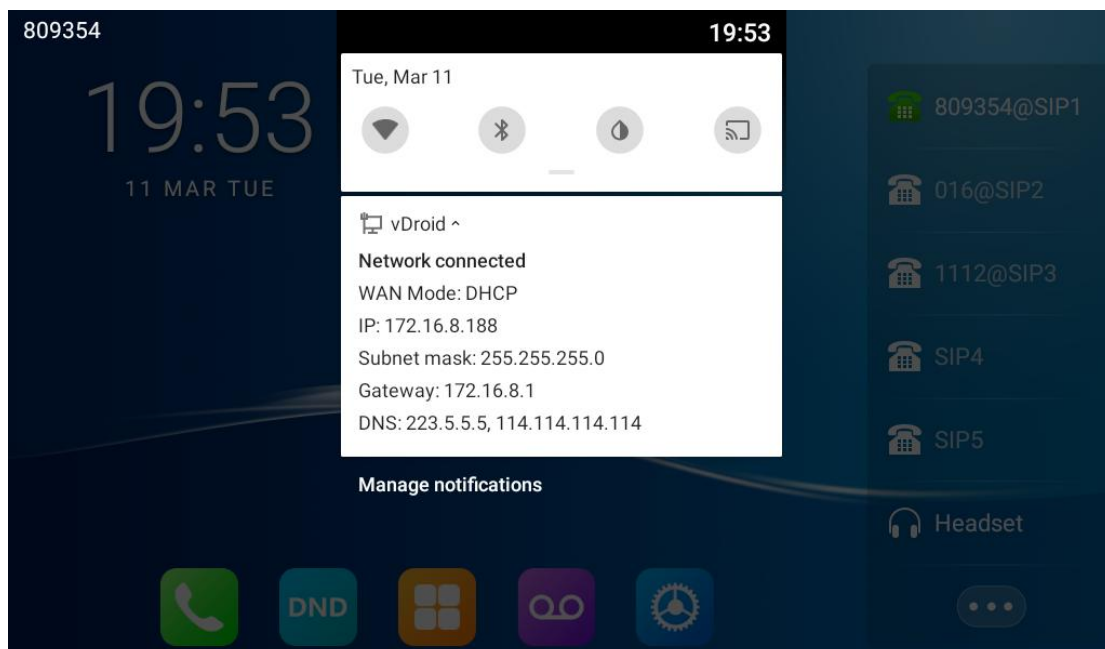 809354
19:53
19:53
11 MAR TUE
Tue, Mar 11
vDroid
Network connected
WAN Mode: DHCP
IP: 172.16.8.188
Subnet mask: 255.255.255.0
Gateway: 172.16.8.1
DNS: 223.5.5.5, 114.114.114.114
Manage notifications
809354@SIP1
016@SIP2
1112@SIP3
SIP4
SIP5
Headset
DND